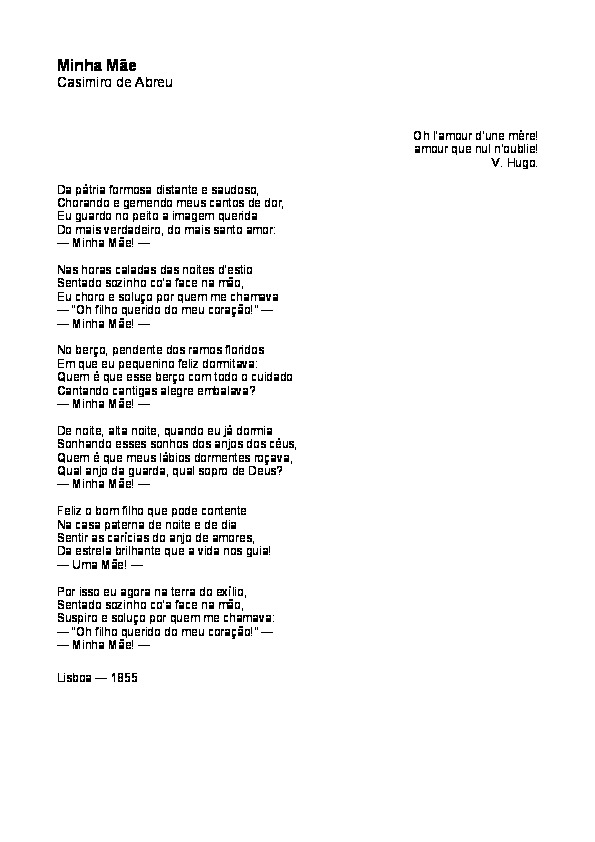 Minha Mãe
Casimiro de Abreu
Oh l'amour d'une mère!
amour que nul n'oublie!
V. Hugo.
Da pátria formosa distante e saudoso,
Chorando e gemendo meus cantos de dor,
Eu guardo no peito a imagem querida
Do mais verdadeiro, do mais santo amor:
— Minha Mãe! —
Nas horas caladas das noites d'estio
Sentado sozinho co'a face na mão,
Eu choro e soluço por quem me chamava
— "Oh filho querido do meu coração!" —
— Minha Mãe! —
No berço, pendente dos ramos floridos
Em que eu pequenino feliz dormitava:
Quem é que esse berço com todo o cuidado
Cantando cantigas alegre embalava?
— Minha Mãe! —
De noite, alta noite, quando eu já dormia
Sonhando esses sonhos dos anjos dos céus,
Quem é que meus lábios dormentes roçava,
Qual anjo da guarda, qual sopro de Deus?
— Minha Mãe! —
Feliz o bom filho que pode contente
Na casa paterna de noite e de dia
Sentir as carícias do anjo de amores,
Da estrela brilhante que a vida nos guia!
— Uma Mãe! —
Por isso eu agora na terra do exílio,
Sentado sozinho co'a face na mão,
Suspiro e soluço por quem me chamava:
— "Oh filho querido do meu coração!" —
— Minha Mãe! —
Lisboa — 1855